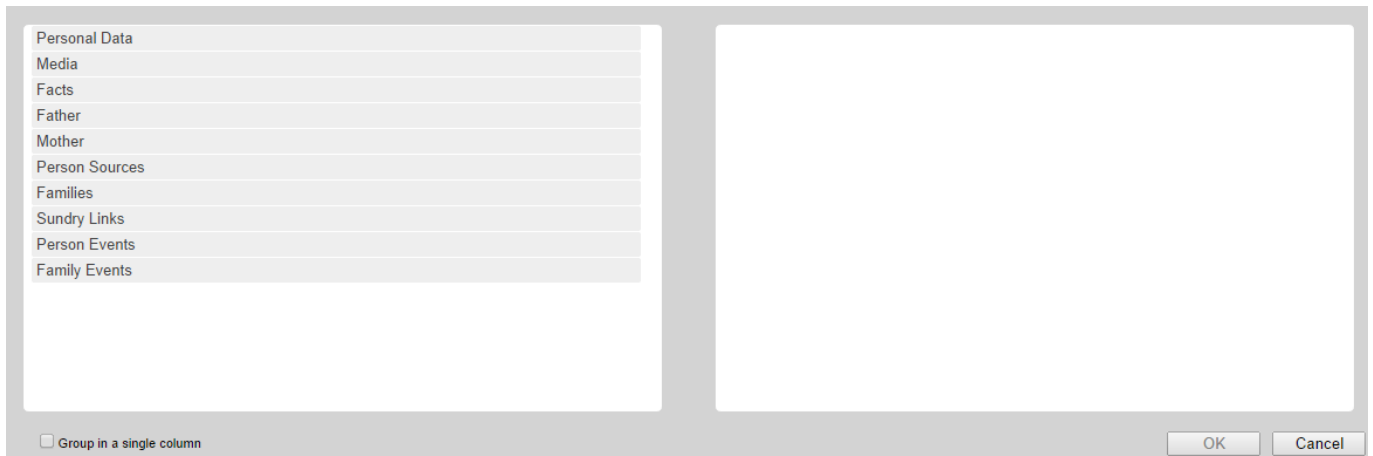 Personal Data
Media
Facts
Father
Mother
Person Sources
Families
Sundry Links
Person Events
Family Events
Group in a single column
OK
Cancel